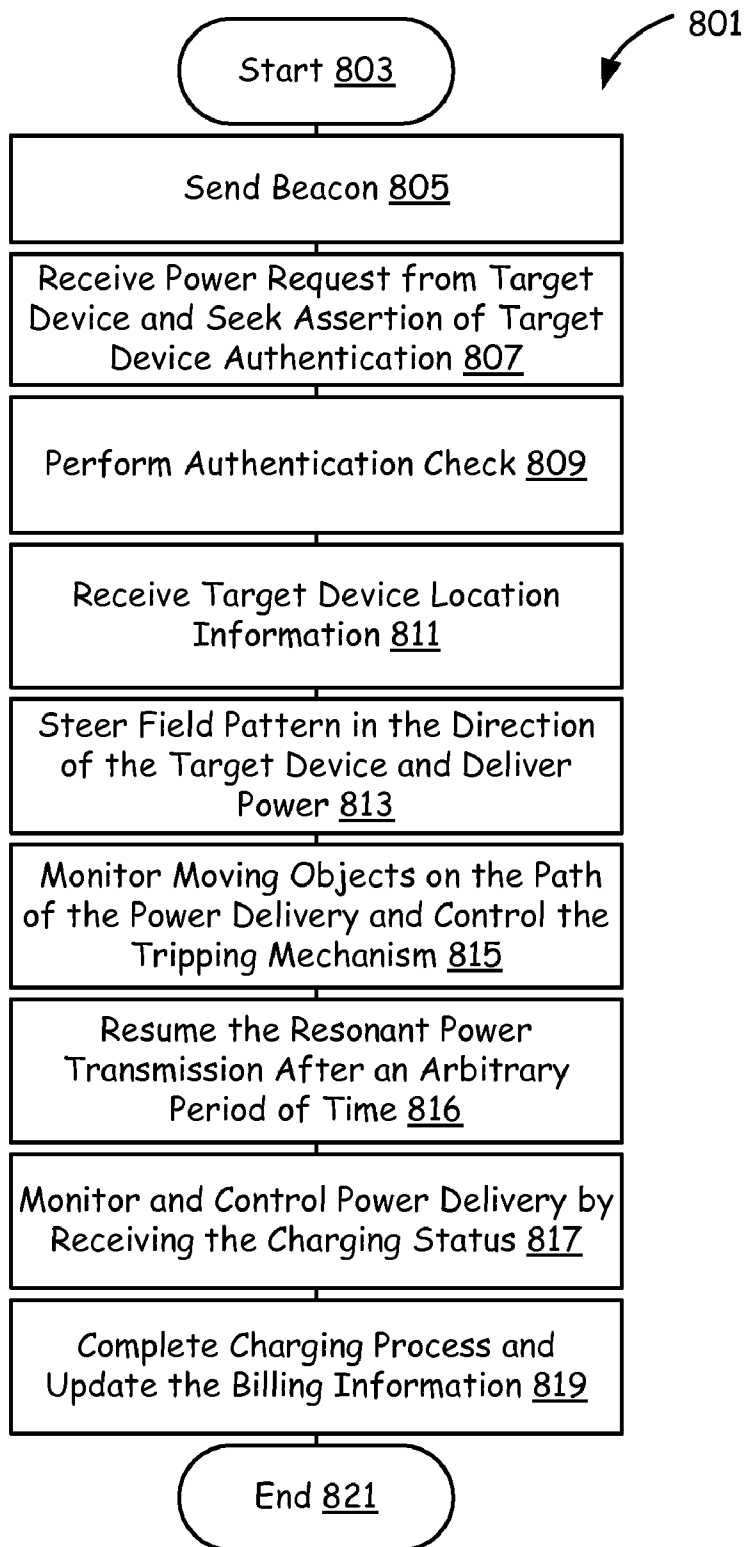 801
Start 803
Send Beacon 805
Receive Power Request from Target
Device and Seek Assertion of Target
Device Authentication 807
Perform Authentication Check 809
Receive Target Device Location
Information 811
Steer Field Pattern in the Direction
of the Target Device and Deliver
Power 813
Monitor Moving Objects on the Path
of the Power Delivery and Control the
Tripping Mechanism 815
Resume the Resonant Power
Transmission After an Arbitrary
Period of Time 816
Monitor and Control Power Delivery by
Receiving the Charging Status 817
Complete Charging Process and
Update the Billing Information 819
End 821